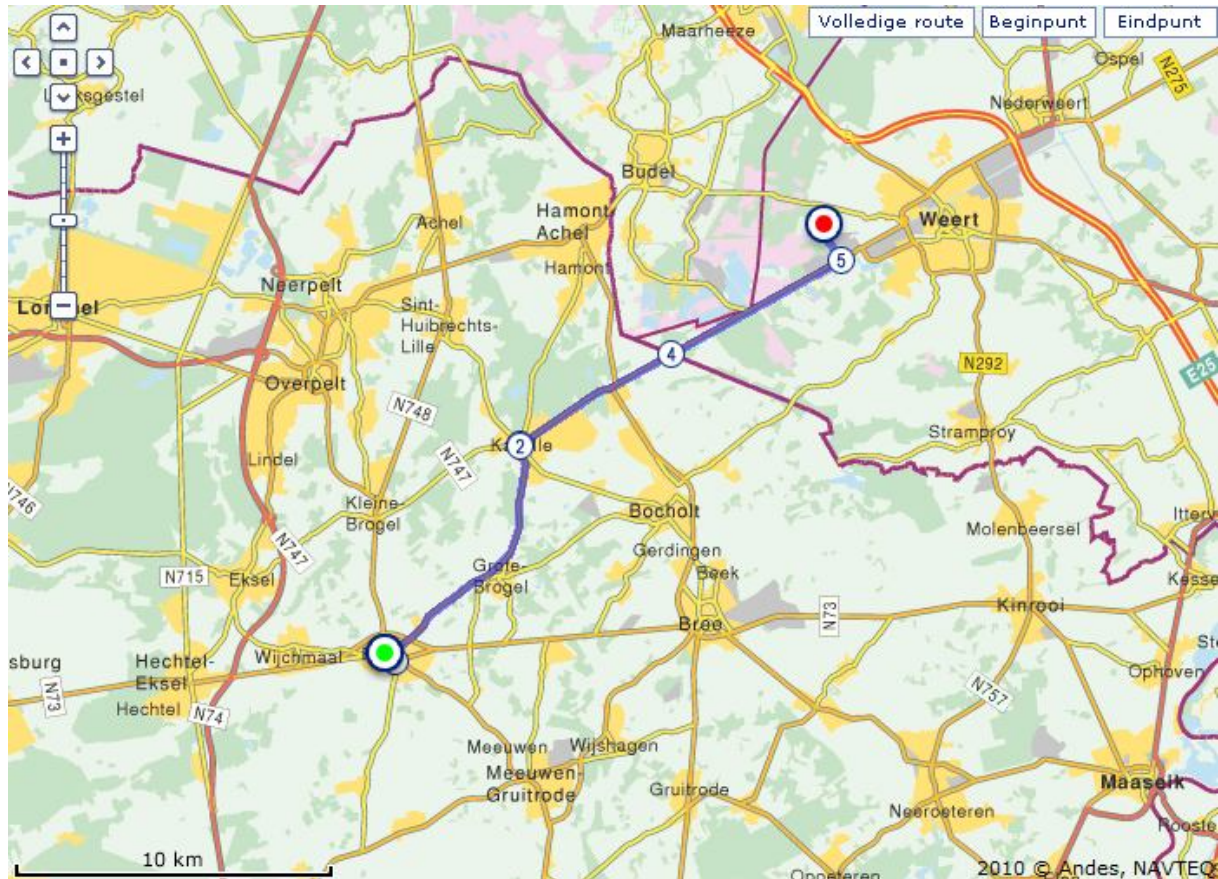 Volledige route
Beginpunt
Eindpunt
Maarheeze
Ospel
N275
Nederweert
Budel
Hamont
Achel
Achel
Weert
Hamont
Neerpelt
5
Sint-
Huibrechts-
Lille
4
N292
E25
Overpelt
N748
Stramproy
2
N747
Lindel
N746
Kleine-
Brogel
Bocholt
Molenbeersel
N747
Gerdingen
Beek
Grote-
Brogel
N715
Eksel
Kinrooi
N73
Bree
Wijchmaal
Hechtel-
Eksel
Ophoven
N73
Hechtel
N74
N757
Meeuwen
Wijshagen
Meeuwen-
Gruitrode
Gruitrode
Maaseik
Neeroeteren
10 km
2010 © Andes, NAVTEQ